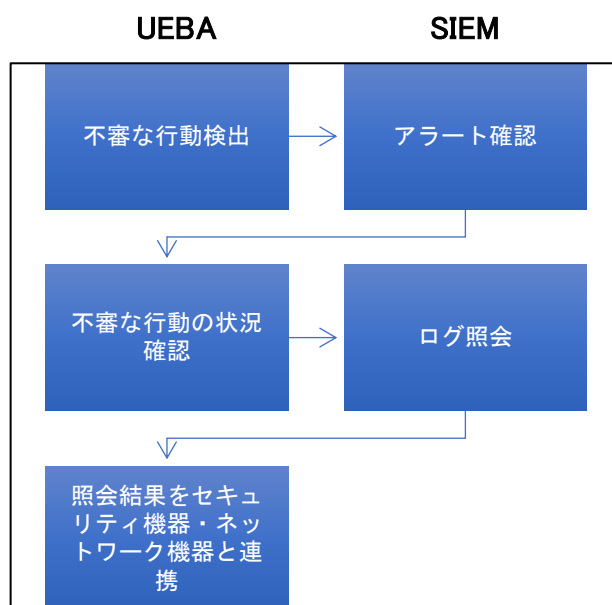 UEBA
SIEM
不審な行動検出
アラート確認
不審な行動の状況
確認
ログ照会
照会結果をセキュ
リティ機器・ネッ
トワーク機器と連
携